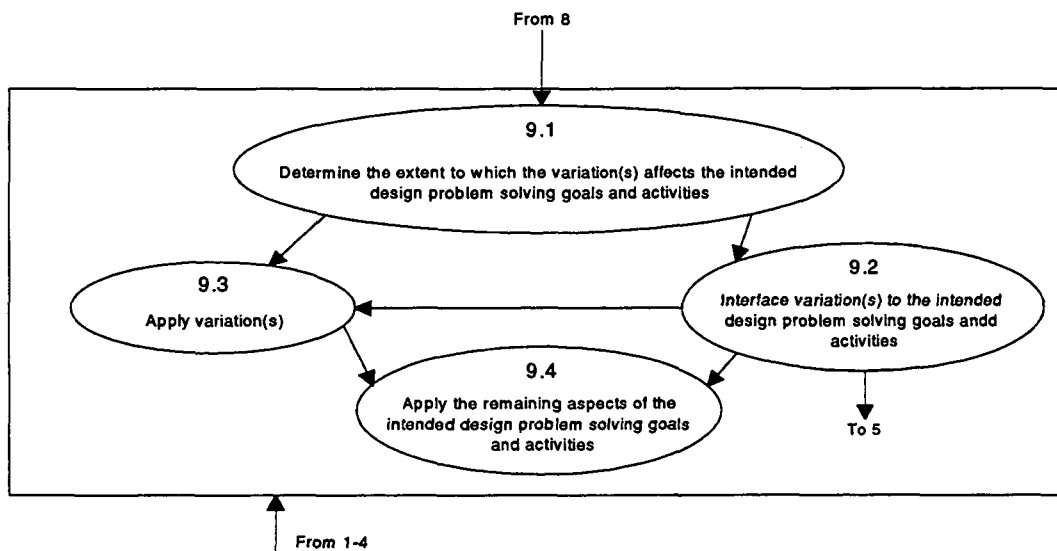 From 8
9.1
Determine the extent to which the variation(s) affects the intended
design problem solving goals and activities
9.3
Apply variation(s)
9.2
Interface variation(s) to the intended
design problem solving goals andd
activities
9.4
Apply the remaining aspects of the
intended design problem solving goals
and activities
To 5
From 1-4